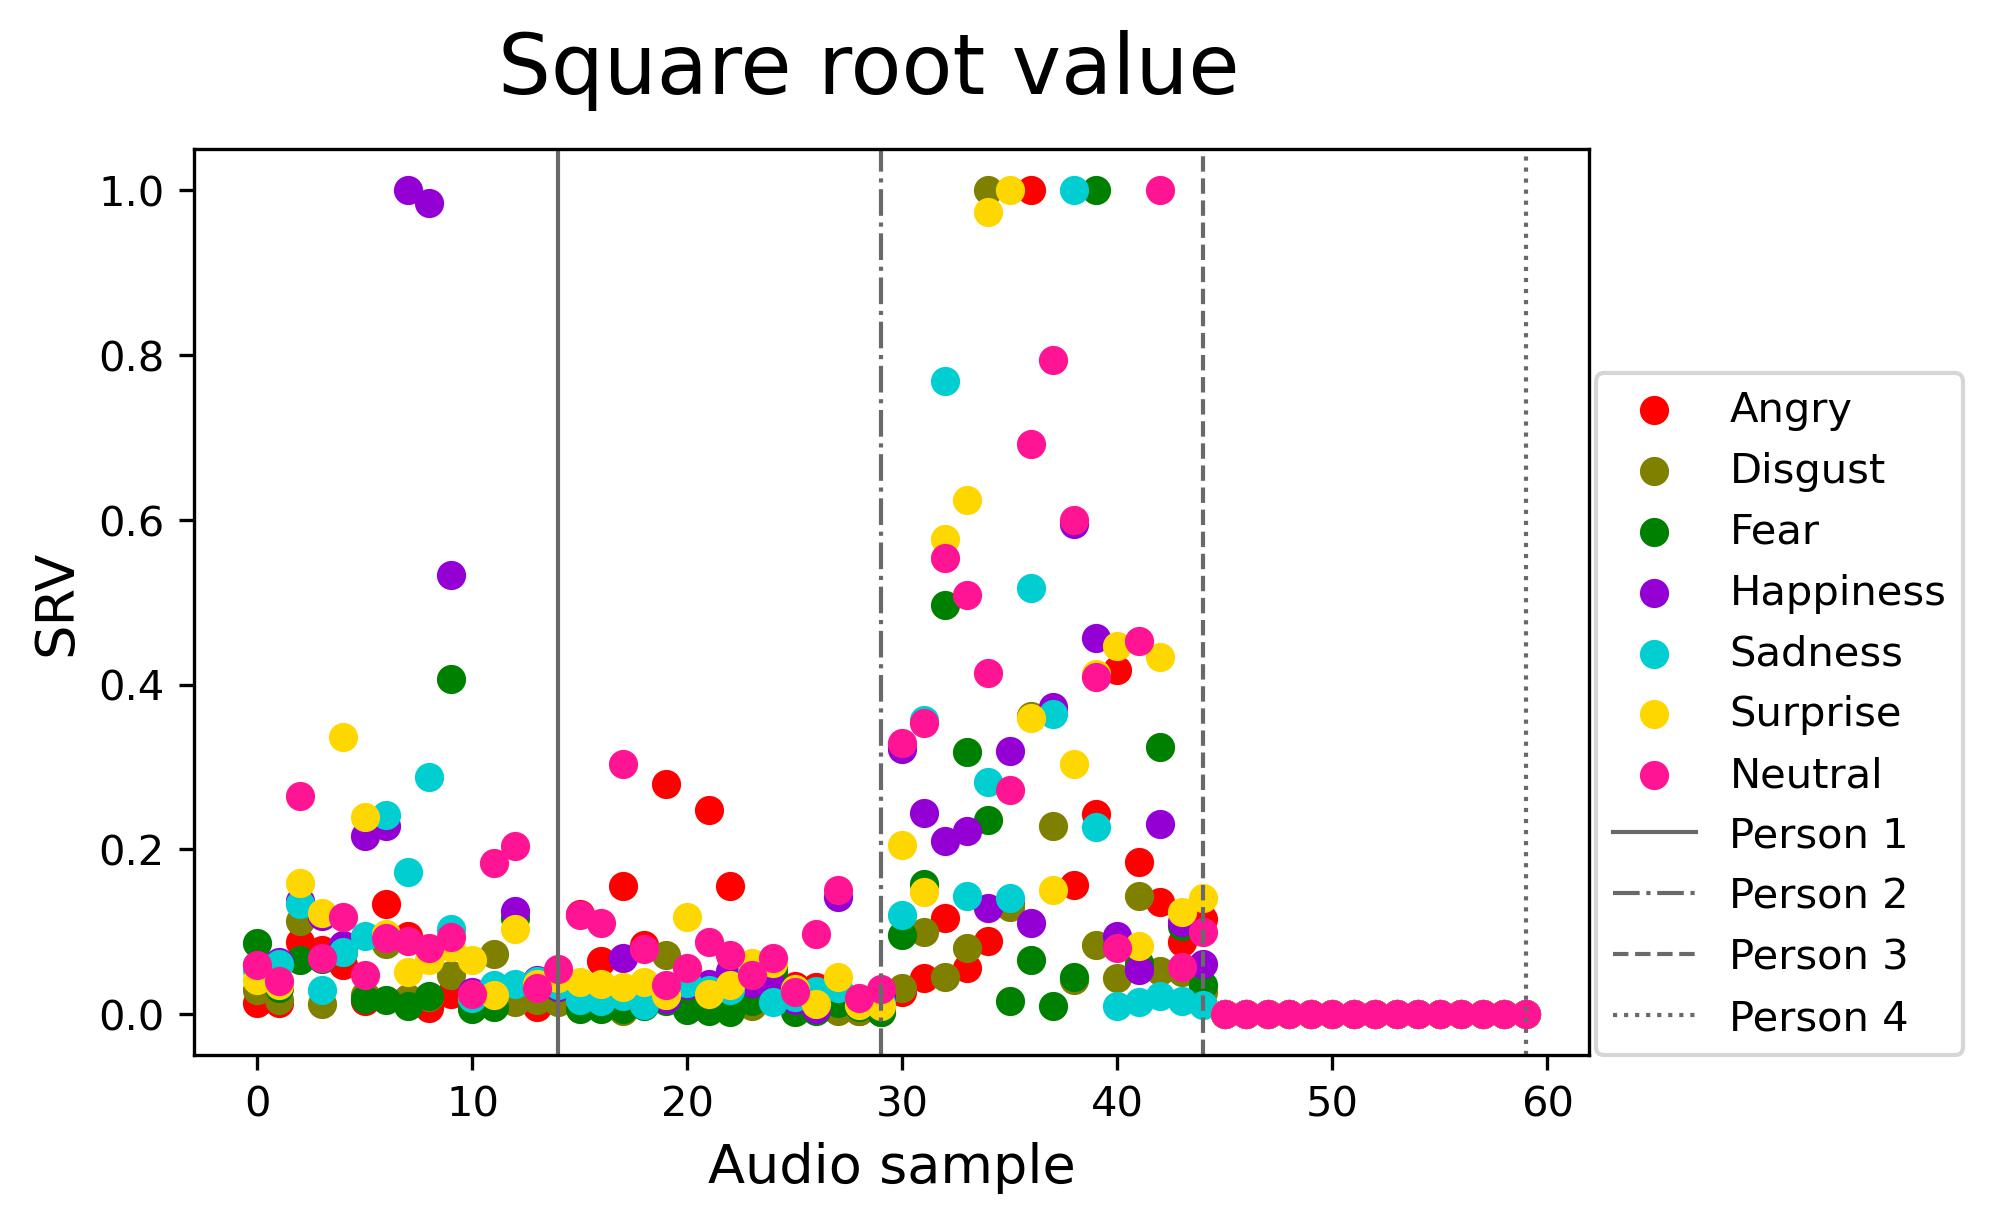 Square root value
1.0
0.8
0.6
0.4
0.2
0.0
SRV
0 10 20 30 40 50 60
Audio sample
Angry
Disgust
Fear
Happiness
Sadness
Surprise
Neutral
Person 1
Person 2
Person 3
Person 4